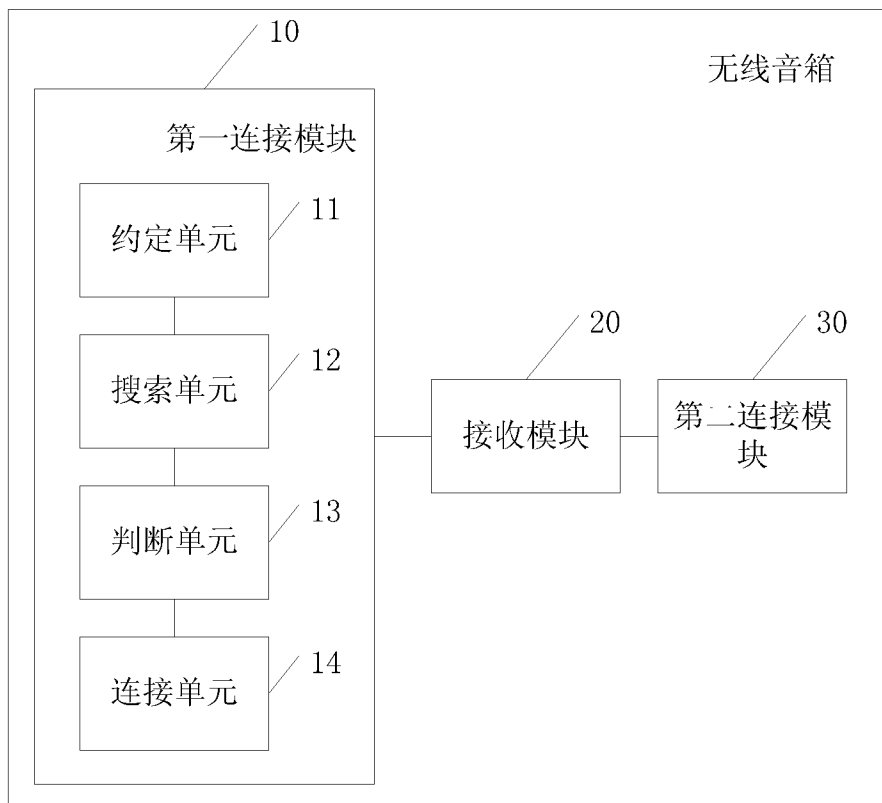 10
无线音箱
第一连接模块
11
约定单元
12
搜索单元
20
30
接收模块
第二连接模
块
13
判断单元
14
连接单元